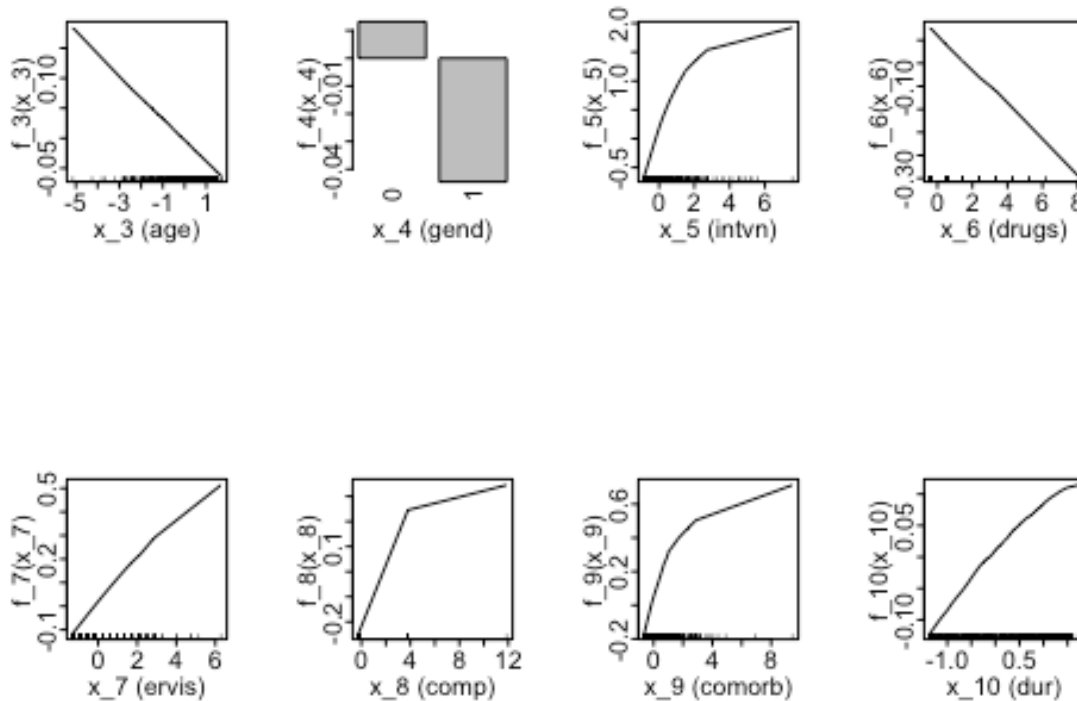 f_3(x_3)
-0.05 0.10
-5 -3 -1 1
x_3 (age)
f_4(x_4)
-0.04 -0.01
0 1
x_4 (gend)
f_5(x_5)
-0.5 1.0 2.0
0 2 4 6
x_5 (intvn)
f_6(x_6)
-0.30 -0.10
0 2 4 6 8
x_6 (drugs)
f_7(x_7)
-0.1 0.2 0.5
0 2 4 6
x_7 (ervis)
f_8(x_8)
-0.2 0.1
0 4 8 12
x_8 (comp)
f_9(x_9)
-0.2 0.2 0.6
0 4 8
x_9 (comorb)
f_10(x_10)
-0.10 0.05
-1.0 0.5
x_10 (dur)